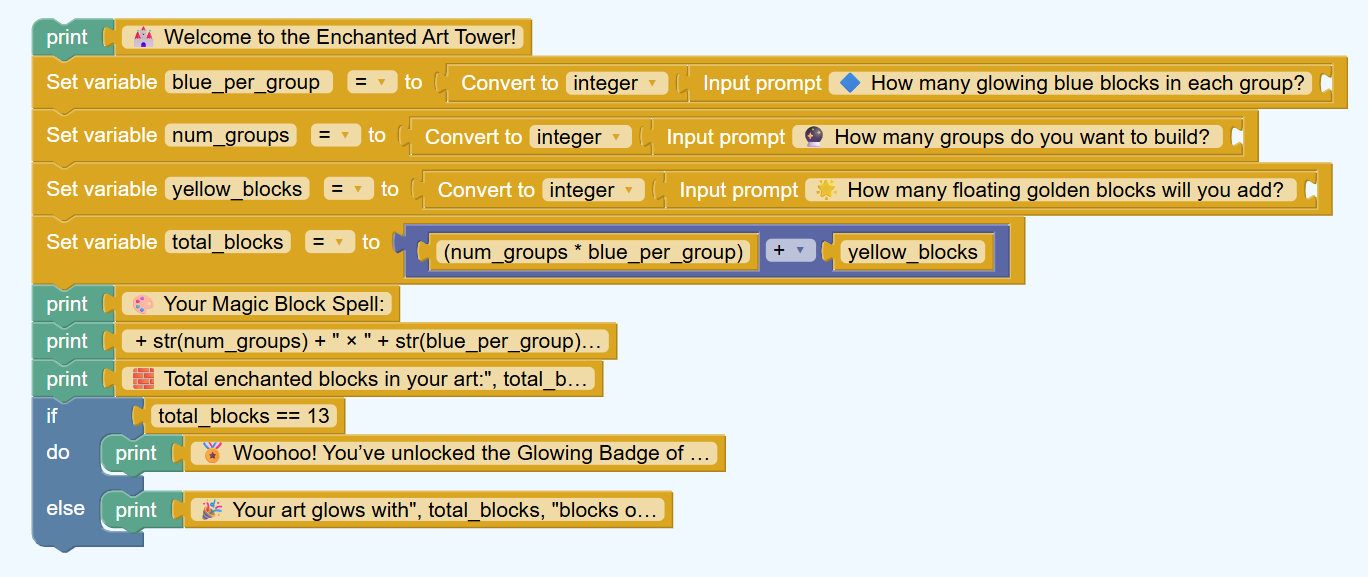 print 🏰 Welcome to the Enchanted Art Tower!
Set variable blue_per_group = to Convert to integer Input prompt 🔷 How many glowing blue blocks in each group?
Set variable num_groups = to Convert to integer Input prompt 🔮 How many groups do you want to build?
Set variable yellow_blocks = to Convert to integer Input prompt 🌟 How many floating golden blocks will you add?
Set variable total_blocks = to (num_groups * blue_per_group) + yellow_blocks
print 🎨 Your Magic Block Spell:
print + str(num_groups) + " × " + str(blue_per_group)…
print 🧱 Total enchanted blocks in your art:", total_b…
if total_blocks == 13
do print 🏅 Woohoo! You’ve unlocked the Glowing Badge of …
else print 🎉 Your art glows with", total_blocks, "blocks o…